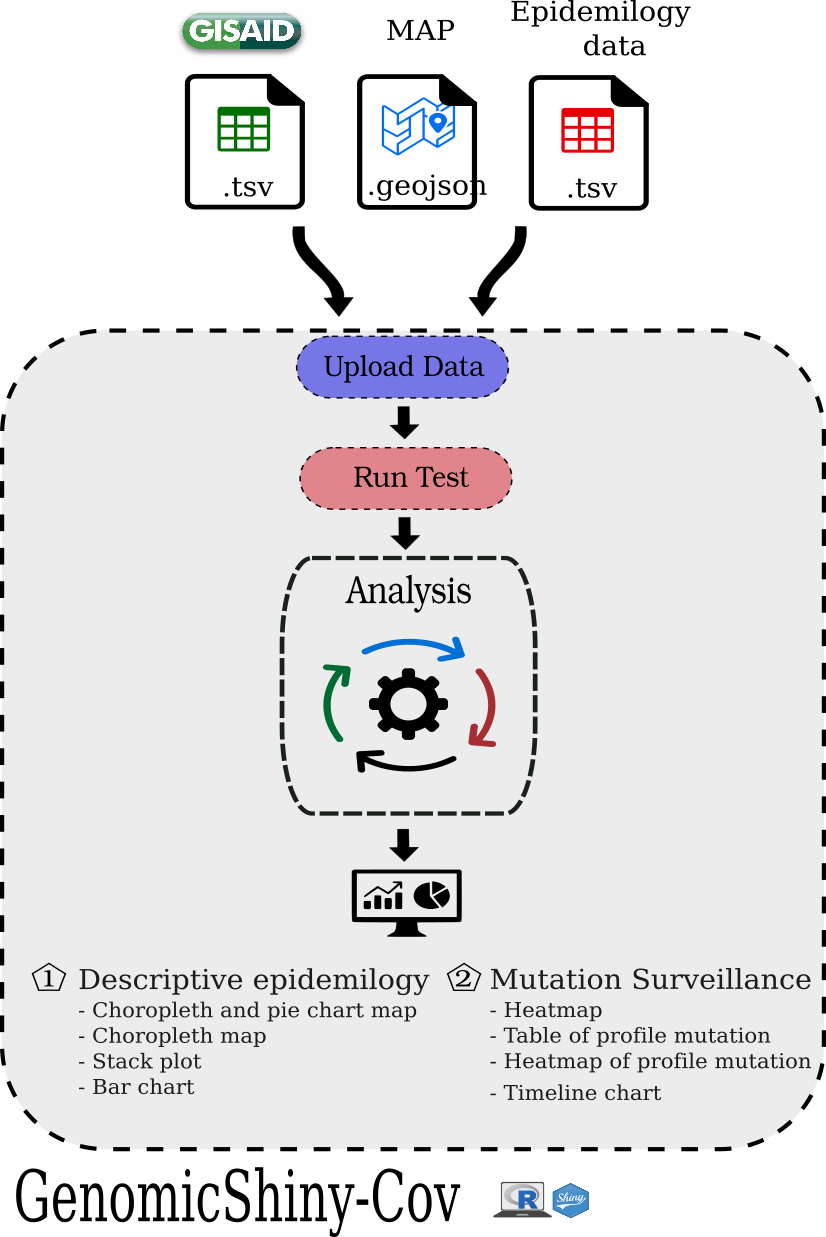 GISAID
MAP
Epidemilogy
data
.tsv
.geojson
.tsv
Upload Data
Run Test
Analysis
1 Descriptive epidemilogy
- Choropleth and pie chart map
- Choropleth map
- Stack plot
- Bar chart
2 Mutation Surveillance
- Heatmap
- Table of profile mutation
- Heatmap of profile mutation
- Timeline chart
GenomicShiny-Cov
R
Shiny